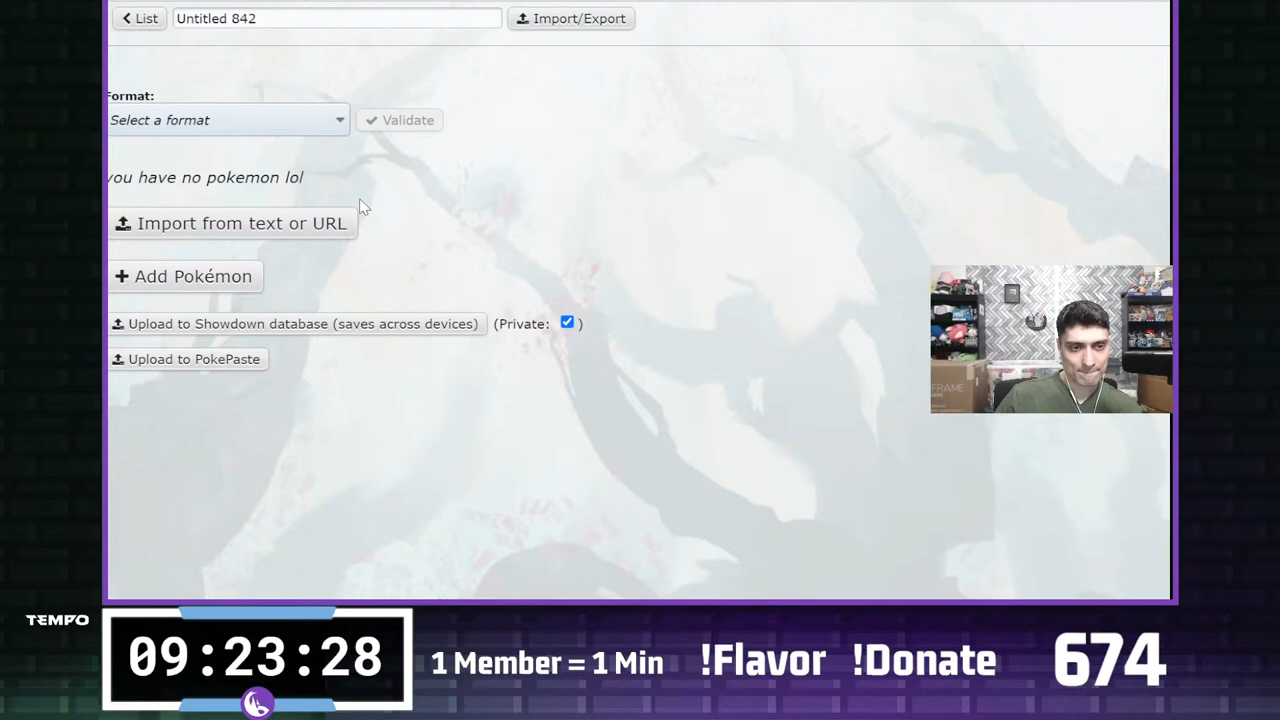 List
Untitled 842
Import/Export
Format:
Select a format
Validate
you have no pokemon lol
Import from text or URL
Add Pokémon
Upload to Showdown database (saves across devices)
(Private: )
Upload to PokePaste
FRAME
TEMPO
09:23:28
1 Member = 1 Min
!Flavor
!Donate
674